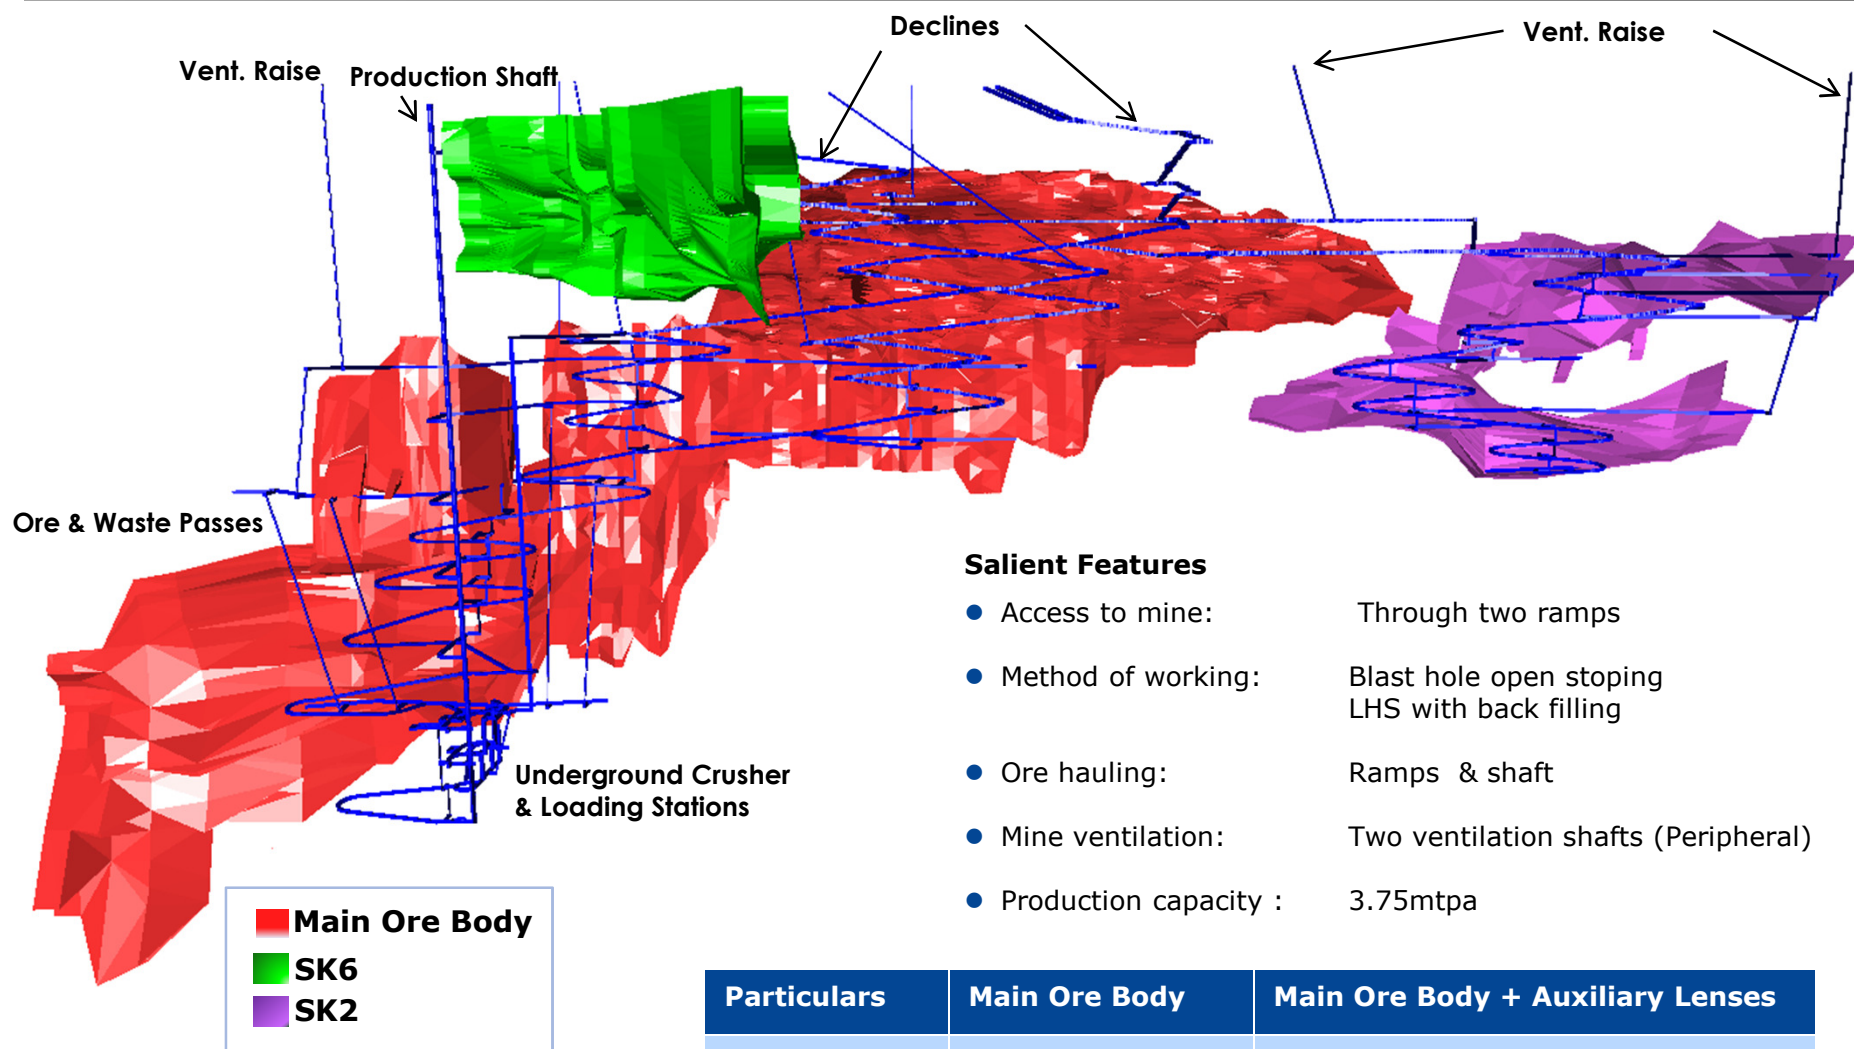 Declines
Vent. Raise
Vent. Raise
Production Shaft
Ore & Waste Passes
Underground Crusher
& Loading Stations
Salient Features
● Access to mine: Through two ramps
● Method of working: Blast hole open stoping
LHS with back filling
● Ore hauling: Ramps & shaft
● Mine ventilation: Two ventilation shafts (Peripheral)
● Production capacity : 3.75mtpa
Main Ore Body
SK6
SK2
Particulars Main Ore Body Main Ore Body + Auxiliary Lenses